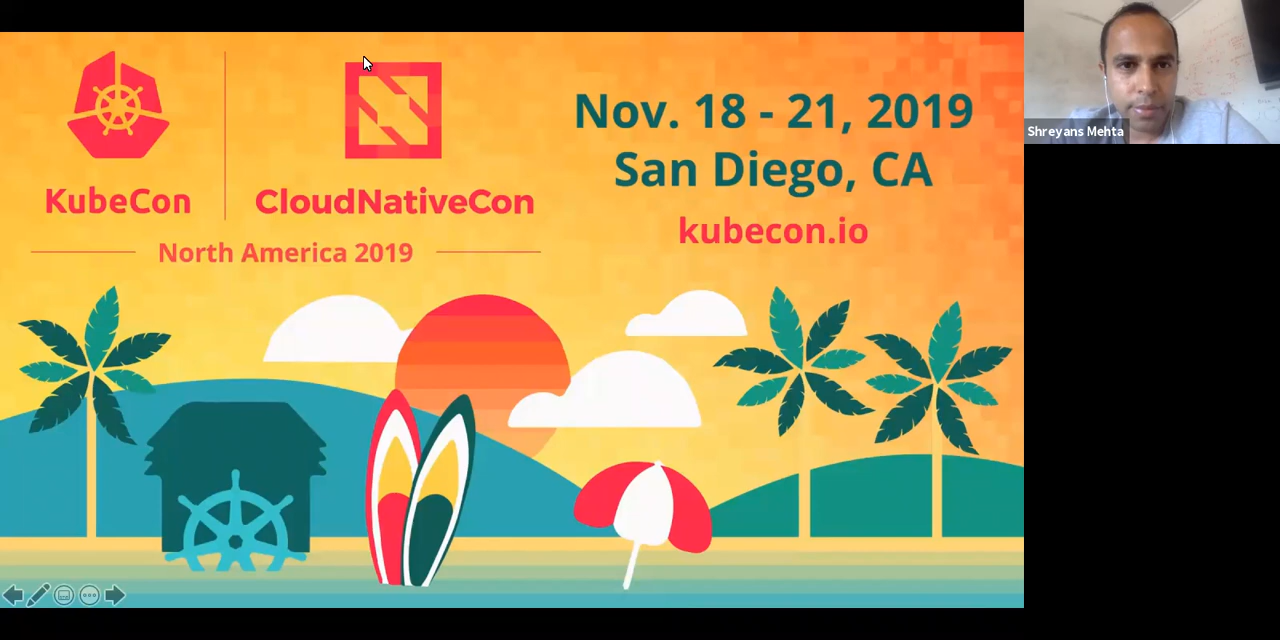 KubeCon
CloudNativeCon
North America 2019
Nov. 18 - 21, 2019
San Diego, CA
kubecon.io
Shreyans Mehta